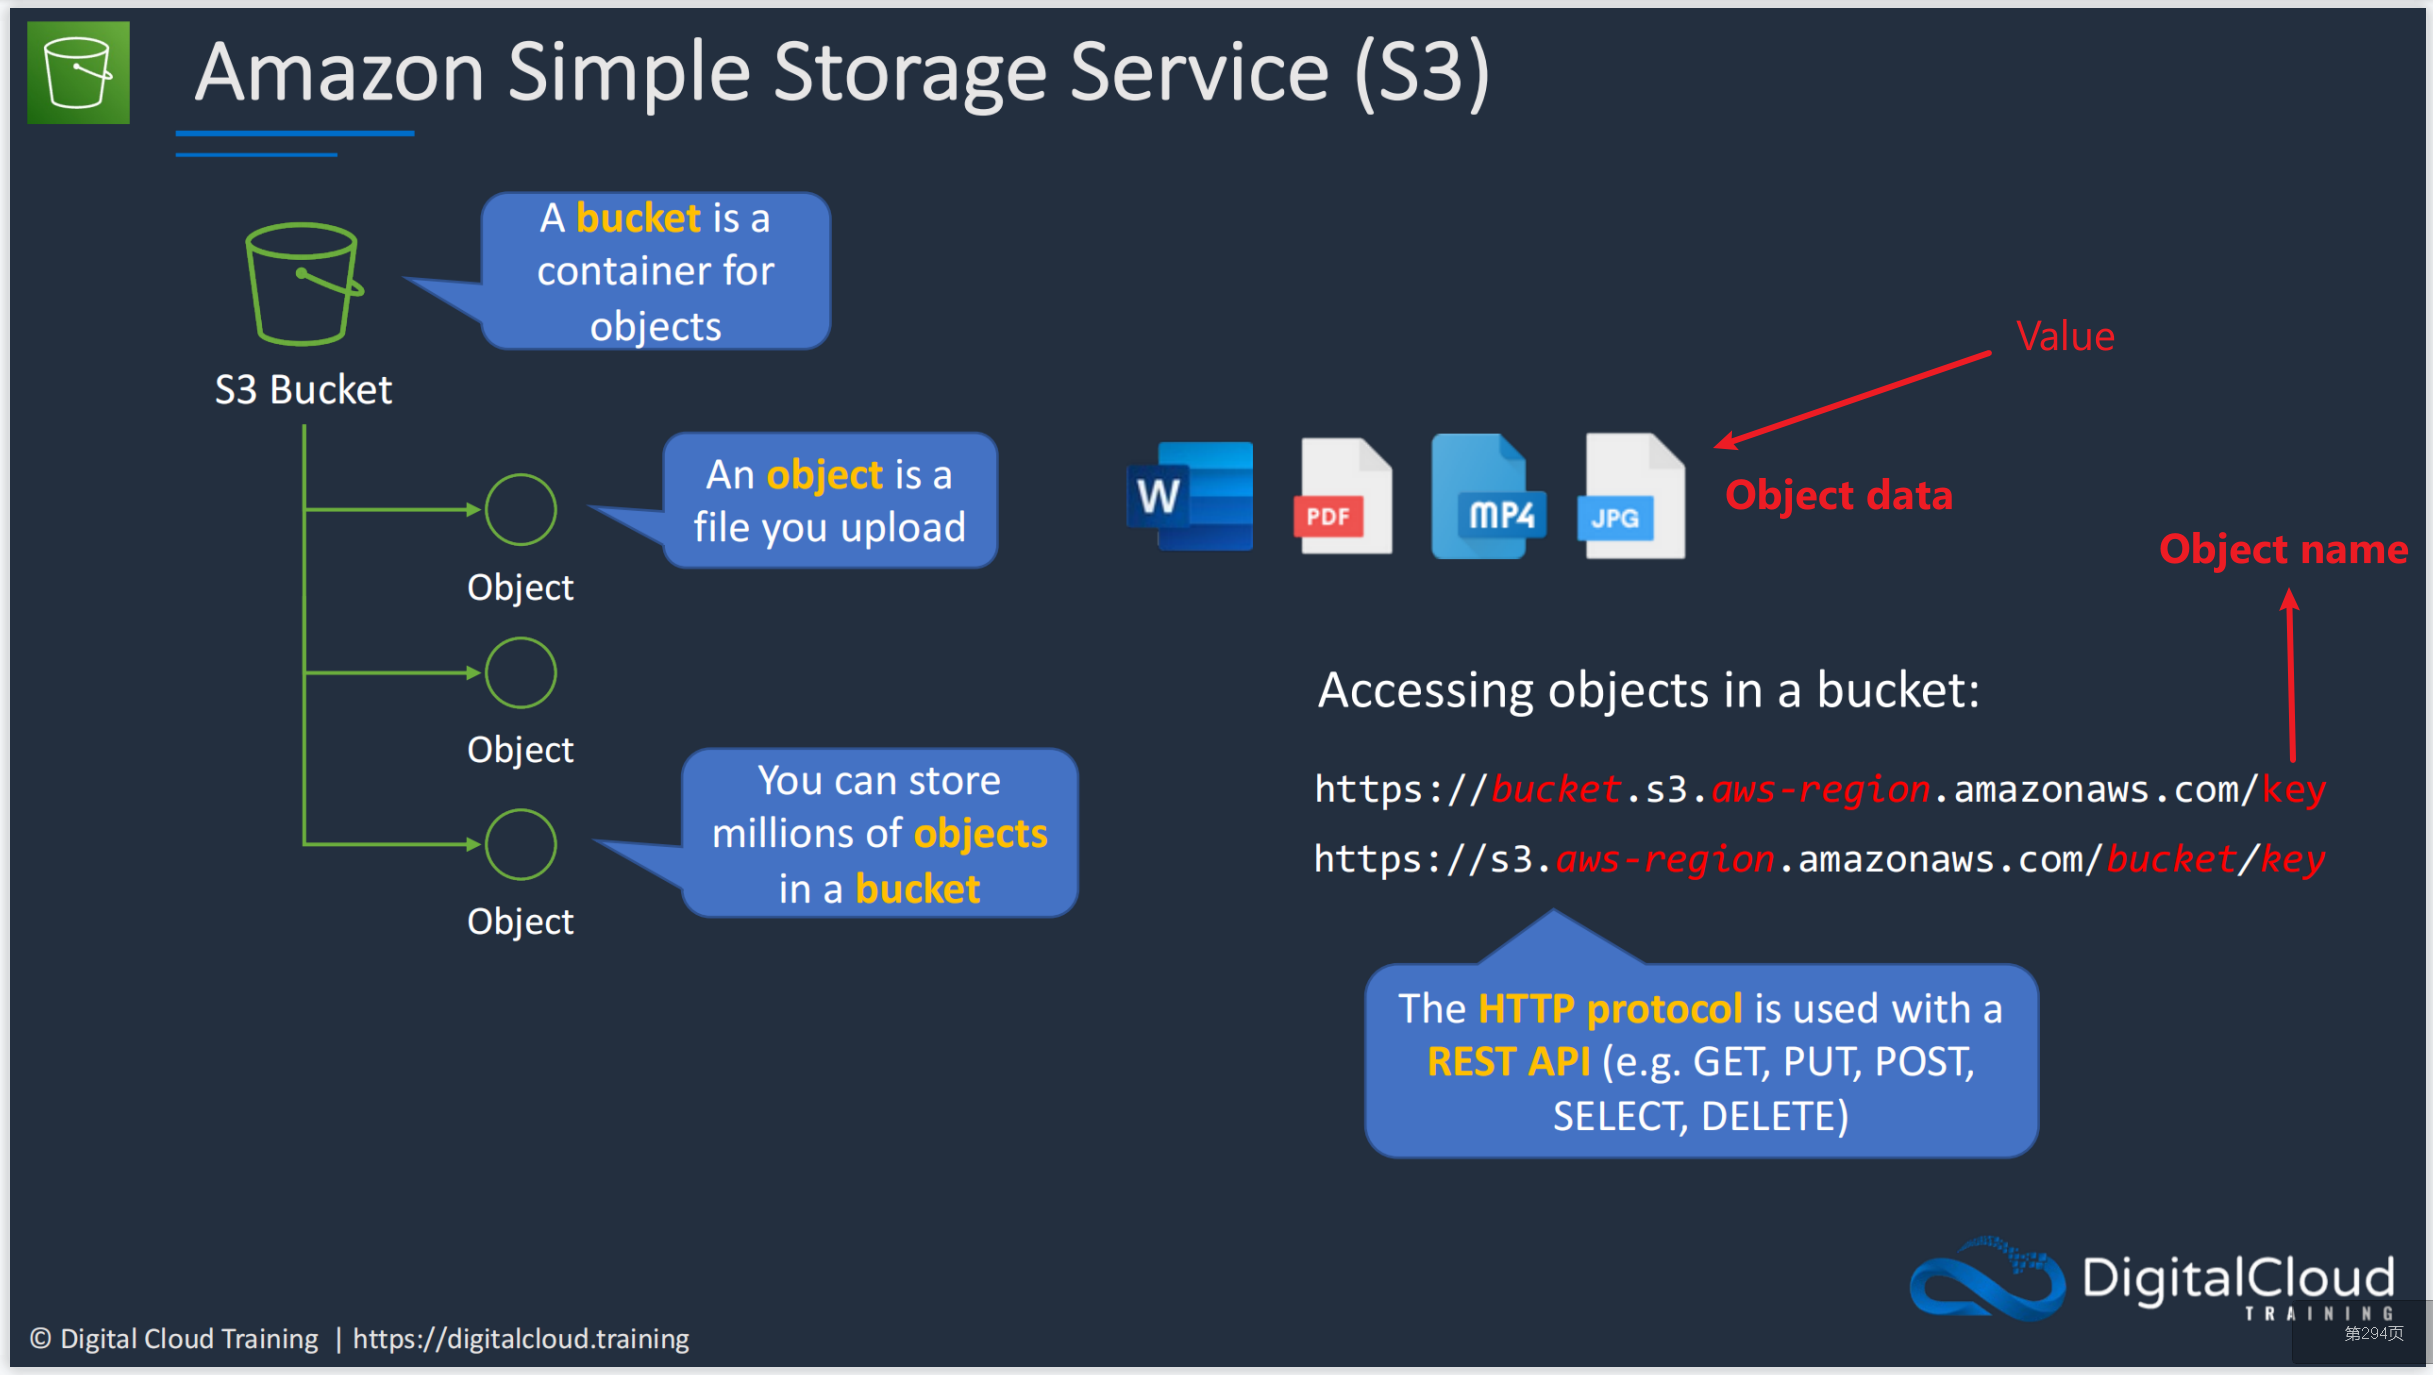 Amazon Simple Storage Service (S3)
A bucket is a
container for
objects
S3 Bucket
Value
An object is a
file you upload
Object
W
PDF
MP4
JPG
Object data
Object name
Object
Accessing objects in a bucket:
https://bucket.s3.aws-region.amazonaws.com/key
https://s3.aws-region.amazonaws.com/bucket/key
You can store
millions of objects
in a bucket
Object
The HTTP protocol is used with a
REST API (e.g. GET, PUT, POST,
SELECT, DELETE)
DigitalCloud
TRAINING
© Digital Cloud Training | https://digitalcloud.training
第294页